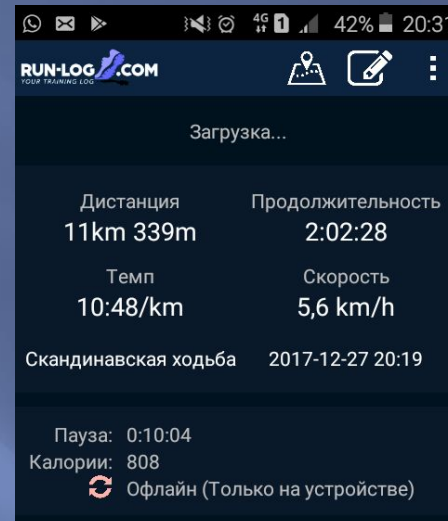 4G 1 42% 20:31
RUN-LOG .COM
YOUR TRAINING LOG
Загрузка...
Дистанция Продолжительность
11km 339m 2:02:28
Темп Скорость
10:48/km 5,6 km/h
Скандинавская ходьба 2017-12-27 20:19
Пауза: 0:10:04
Калории: 808
Офлайн (Только на устройстве)